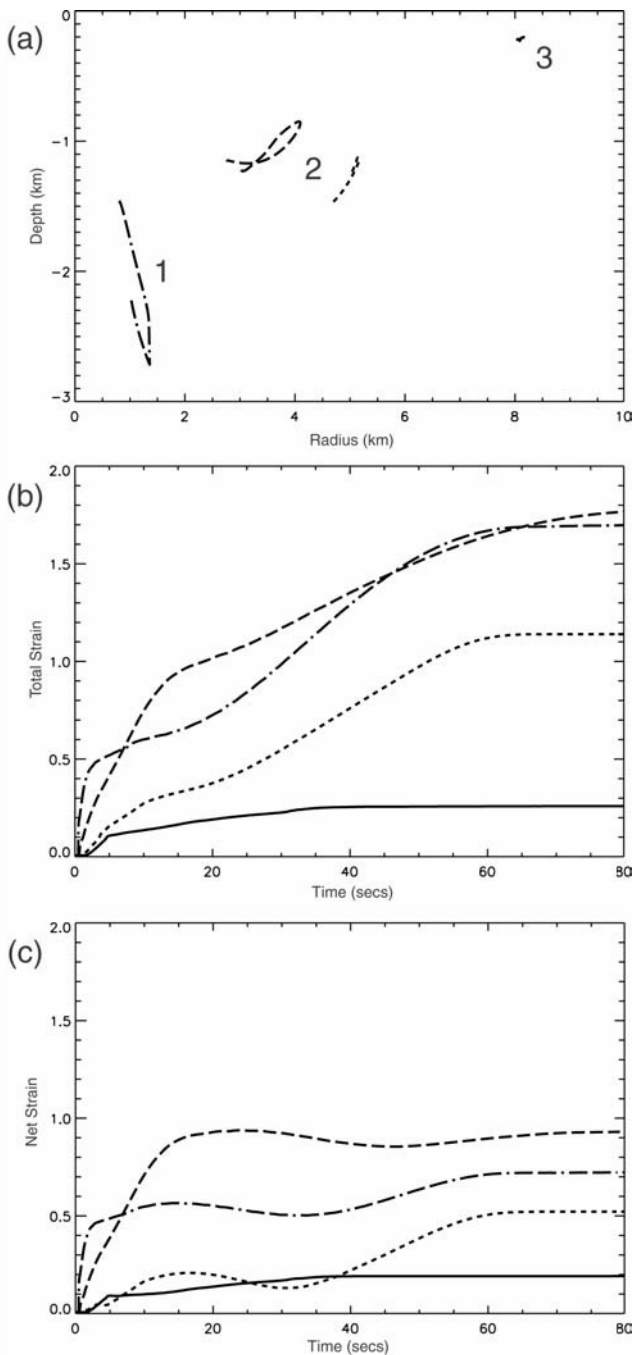 (a)
0
-1
-2
-3
Depth (km)
1
2
3
0 2 4 6 8 10
Radius (km)
(b)
2.0
1.5
1.0
0.5
0.0
Total Strain
0 20 40 60 80
Time (secs)
(c)
2.0
1.5
1.0
0.5
0.0
Net Strain
0 20 40 60 80
Time (secs)